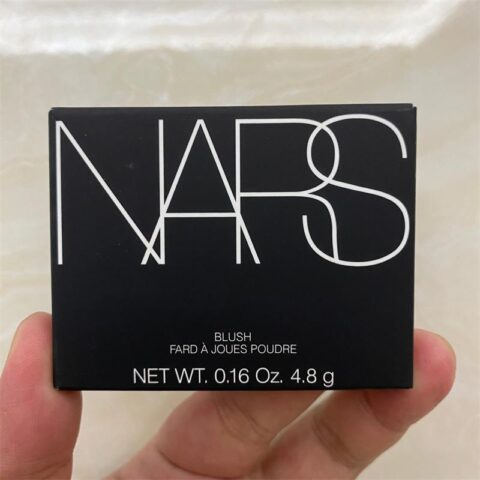 NARS
BLUSH
FARD À JOUES POUDRE
NET WT. 0.16 Oz. 4.8 g